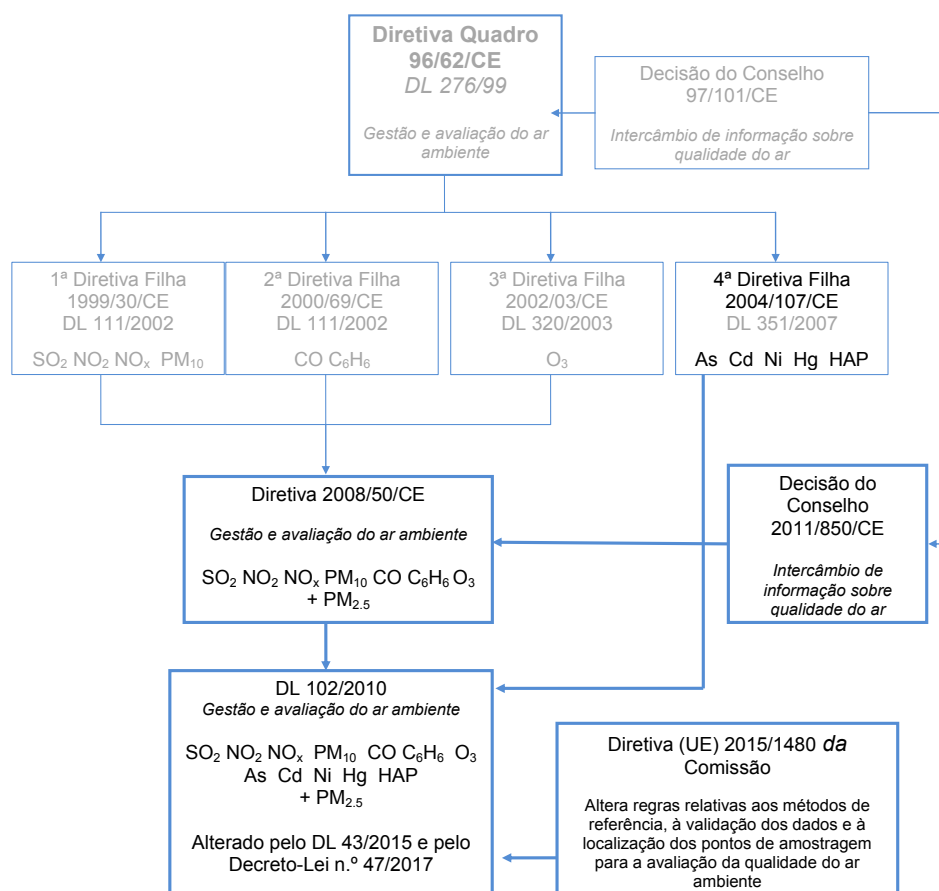 Diretiva Quadro
96/62/CE
DL 276/99
Gestão e avaliação do ar
ambiente
Decisão do Conselho
97/101/CE
Intercâmbio de informação sobre
qualidade do ar
1ª Diretiva Filha
1999/30/CE
DL 111/2002
SO₂ NO₂ NOₓ PM₁₀
2ª Diretiva Filha
2000/69/CE
DL 111/2002
CO C₆H₆
3ª Diretiva Filha
2002/03/CE
DL 320/2003
O₃
4ª Diretiva Filha
2004/107/CE
DL 351/2007
As Cd Ni Hg HAP
Diretiva 2008/50/CE
Gestão e avaliação do ar ambiente
SO₂ NO₂ NOₓ PM₁₀ CO C₆H₆ O₃
+ PM₂.₅
Decisão do
Conselho
2011/850/CE
Intercâmbio de
informação sobre
qualidade do ar
DL 102/2010
Gestão e avaliação do ar ambiente
SO₂ NO₂ NOₓ PM₁₀ CO C₆H₆ O₃
As Cd Ni Hg HAP
+ PM₂.₅
Alterado pelo DL 43/2015 e pelo
Decreto-Lei n.º 47/2017
Diretiva (UE) 2015/1480 da
Comissão
Altera regras relativas aos métodos de
referência, à validação dos dados e à
localização dos pontos de amostragem
para a avaliação da qualidade do ar
ambiente